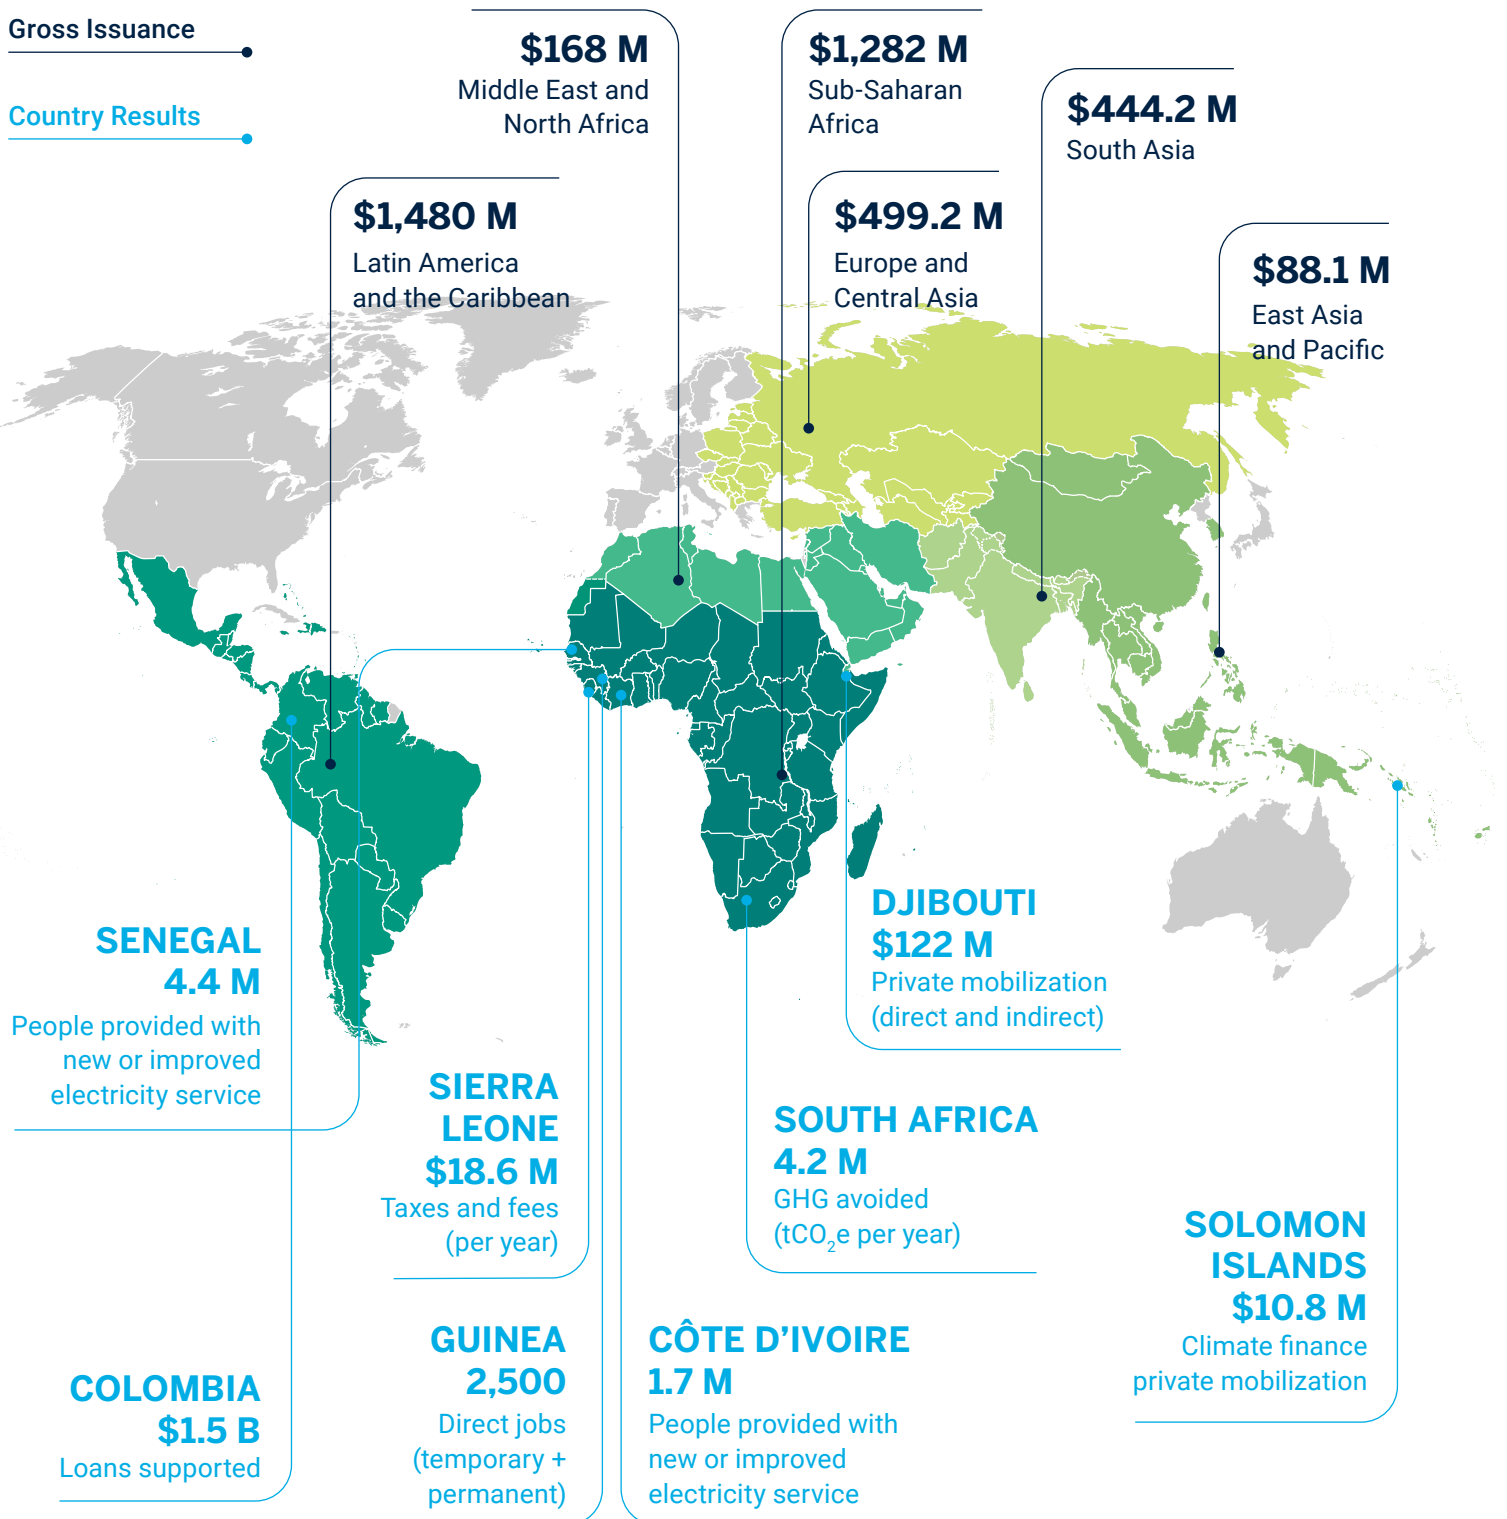 Gross Issuance
Country Results
$168 M
Middle East and
North Africa
$1,282 M
Sub-Saharan
Africa
$444.2 M
South Asia
$1,480 M
Latin America
and the Caribbean
$499.2 M
Europe and
Central Asia
$88.1 M
East Asia
and Pacific
SENEGAL
4.4 M
People provided with
new or improved
electricity service
DJIBOUTI
$122 M
Private mobilization
(direct and indirect)
SIERRA
LEONE
$18.6 M
Taxes and fees
(per year)
SOUTH AFRICA
4.2 M
GHG avoided
(tCO₂e per year)
SOLOMON
ISLANDS
$10.8 M
Climate finance
private mobilization
COLOMBIA
$1.5 B
Loans supported
GUINEA
2,500
Direct jobs
(temporary +
permanent)
CÔTE D’IVOIRE
1.7 M
People provided with
new or improved
electricity service